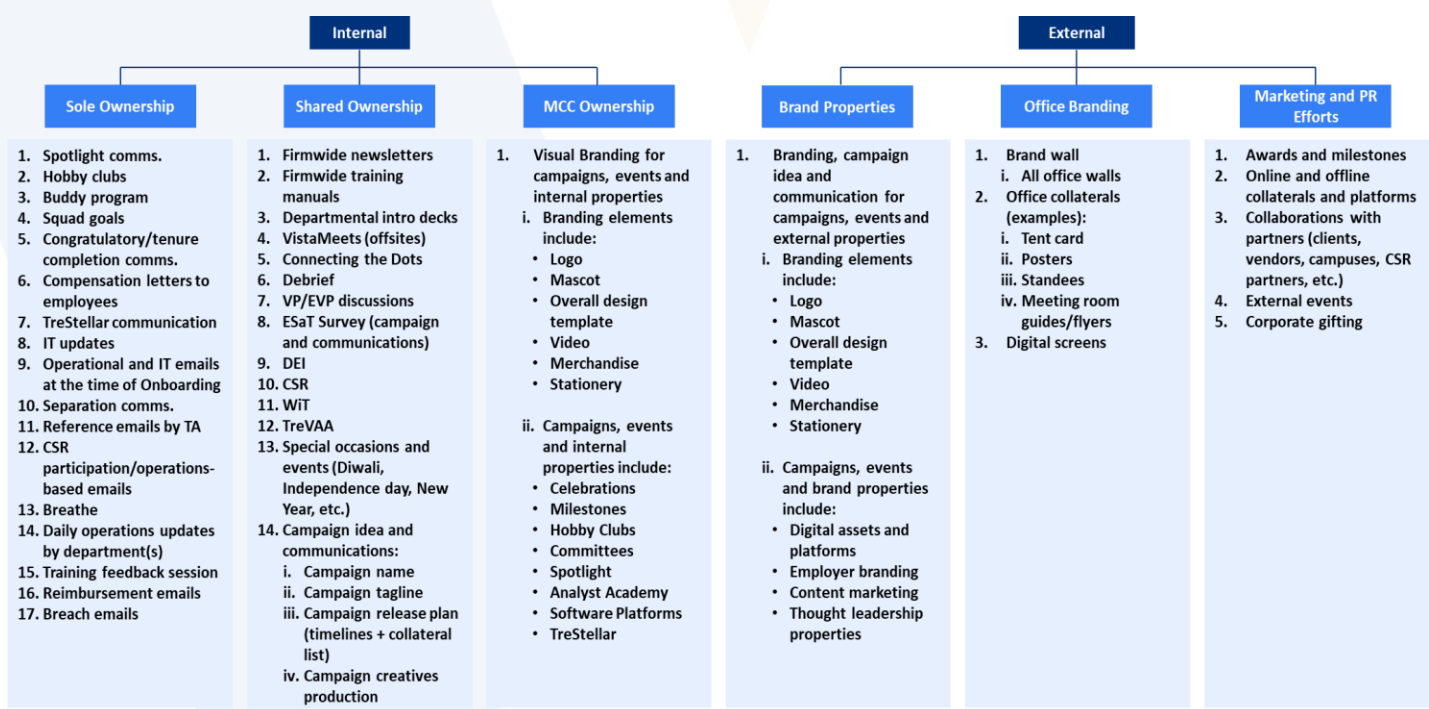 Internal
External
Sole Ownership
Shared Ownership
MCC Ownership
Brand Properties
Office Branding
Marketing and PR
Efforts
1. Spotlight comms.
2. Hobby clubs
3. Buddy program
4. Squad goals
5. Congratulatory/tenure
completion comms.
6. Compensation letters to
employees
7. TreStellar communication
8. IT updates
9. Operational and IT emails
at the time of Onboarding
10. Separation comms.
11. Reference emails by TA
12. CSR
participation/operations-
based emails
13. Breathe
14. Daily operations updates
by department(s)
15. Training feedback session
16. Reimbursement emails
17. Breach emails
1. Firmwide newsletters
2. Firmwide training
manuals
3. Departmental intro decks
4. VistaMeets (offsites)
5. Connecting the Dots
6. Debrief
7. VP/EVP discussions
8. ESaT Survey (campaign
and communications)
9. DEI
10. CSR
11. WiT
12. TreVAA
13. Special occasions and
events (Diwali,
Independence day, New
Year, etc.)
14. Campaign idea and
communications:
i. Campaign name
ii. Campaign tagline
iii. Campaign release plan
(timelines + collateral
list)
iv. Campaign creatives
production
1. Visual Branding for
campaigns, events and
internal properties
i. Branding elements
include:
• Logo
• Mascot
• Overall design
template
• Video
• Merchandise
• Stationery
ii. Campaigns, events
and internal
properties include:
• Celebrations
• Milestones
• Hobby Clubs
• Committees
• Spotlight
• Analyst Academy
• Software Platforms
• TreStellar
1. Branding, campaign
idea and
communication for
campaigns, events and
external properties
i. Branding elements
include:
• Logo
• Mascot
• Overall design
template
• Video
• Merchandise
• Stationery
ii. Campaigns, events
and brand properties
include:
• Digital assets and
platforms
• Employer branding
• Content marketing
• Thought leadership
properties
1. Brand wall
i. All office walls
2. Office collaterals
(examples):
i. Tent card
ii. Posters
iii. Standees
iv. Meeting room
guides/flyers
3. Digital screens
1. Awards and milestones
2. Online and offline
collaterals and platforms
3. Collaborations with
partners (clients,
vendors, campuses, CSR
partners, etc.)
4. External events
5. Corporate gifting